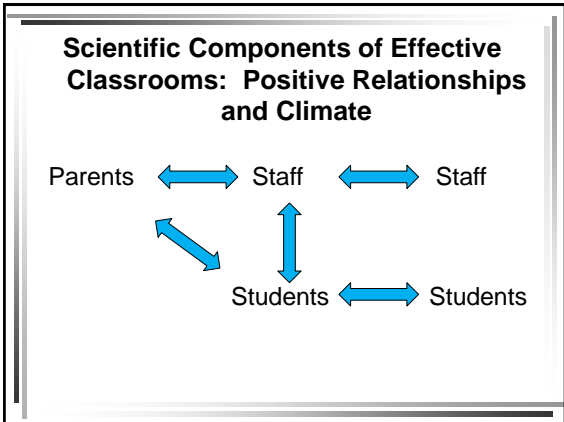 Scientific Components of Effective
Classrooms: Positive Relationships
and Climate
Parents Staff Staff
Students Students